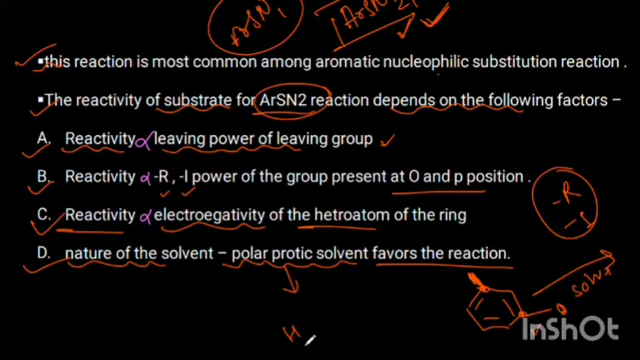 ArSN1 ArSN2
▪this reaction is most common among aromatic nucleophilic substitution reaction .
▪The reactivity of substrate for ArSN2 reaction depends on the following factors –
A. Reactivity ∝ leaving power of leaving group
B. Reactivity ∝ -R , -I power of the group present at O and p position .
C. Reactivity ∝ electroegativity of the hetroatom of the ring
D. nature of the solvent – polar protic solvent favors the reaction.
-R
-I
H
InShOt